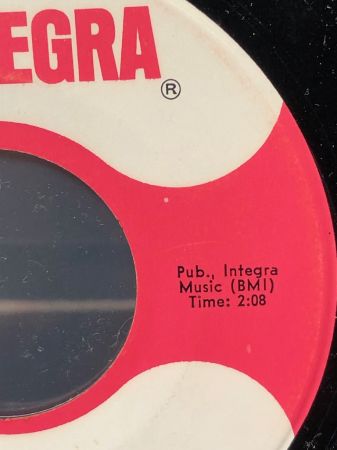 EGRA
®
Pub., Integra
Music (BMI)
Time: 2:08